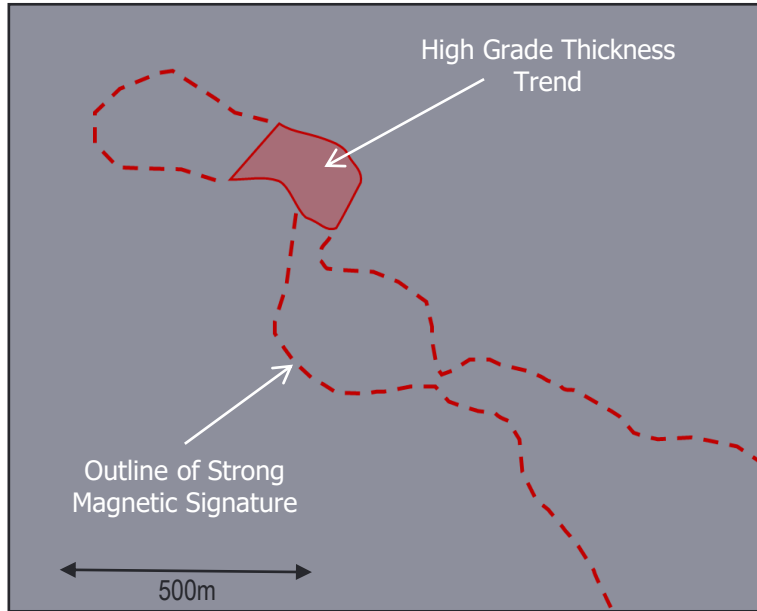 High Grade Thickness
Trend
Outline of Strong
Magnetic Signature
500m